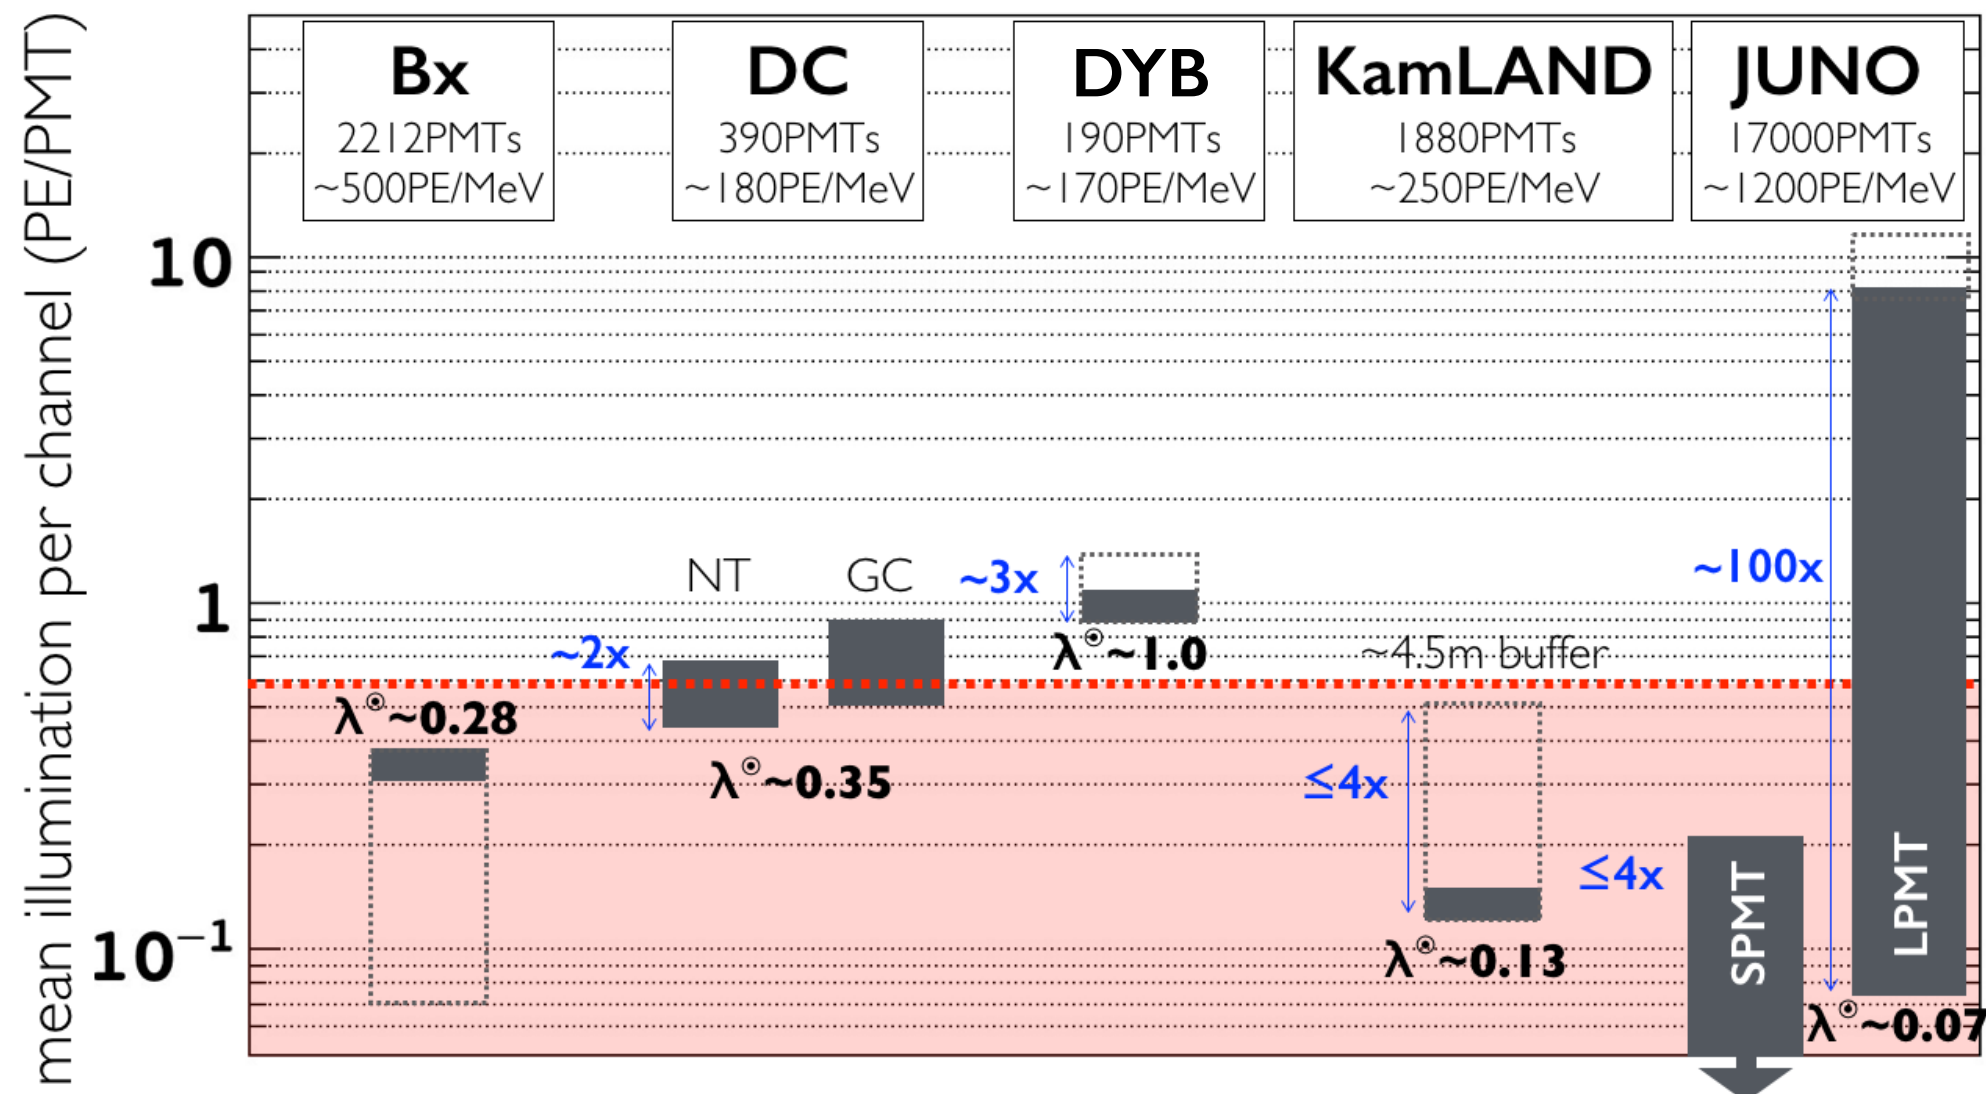 mean illumination per channel (PE/PMT)
Bx
2212PMTs
~500PE/MeV
DC
390PMTs
~180PE/MeV
DYB
190PMTs
~170PE/MeV
KamLAND
1880PMTs
~250PE/MeV
JUNO
17000PMTs
~1200PE/MeV
10
1
10⁻¹
NT
GC
~3x
~100x
~2x
λ☉~1.0
~4.5m buffer
λ☉~0.28
λ☉~0.35
≤4x
≤4x
SPMT
LPMT
λ☉~0.13
λ☉~0.07